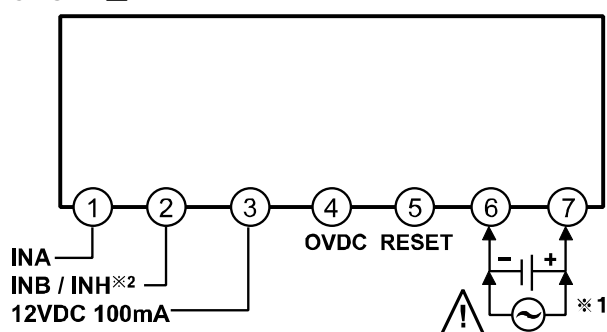 1 2 3 4 5 6 7
OVDC RESET
INA
INB / INH※2
12VDC 100mA
- +
※1